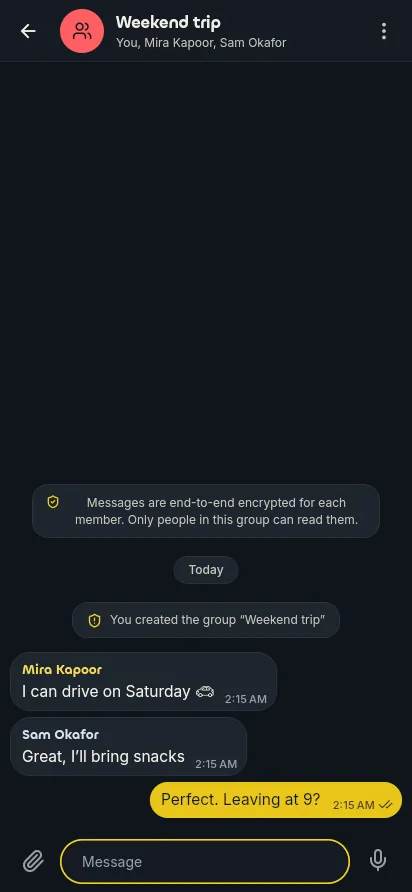 Weekend trip
You, Mira Kapoor, Sam Okafor
Messages are end-to-end encrypted for each
member. Only people in this group can read them.
Today
You created the group “Weekend trip”
Mira Kapoor
I can drive on Saturday 🚗 2:15 AM
Sam Okafor
Great, I’ll bring snacks 2:15 AM
Perfect. Leaving at 9? 2:15 AM
Message